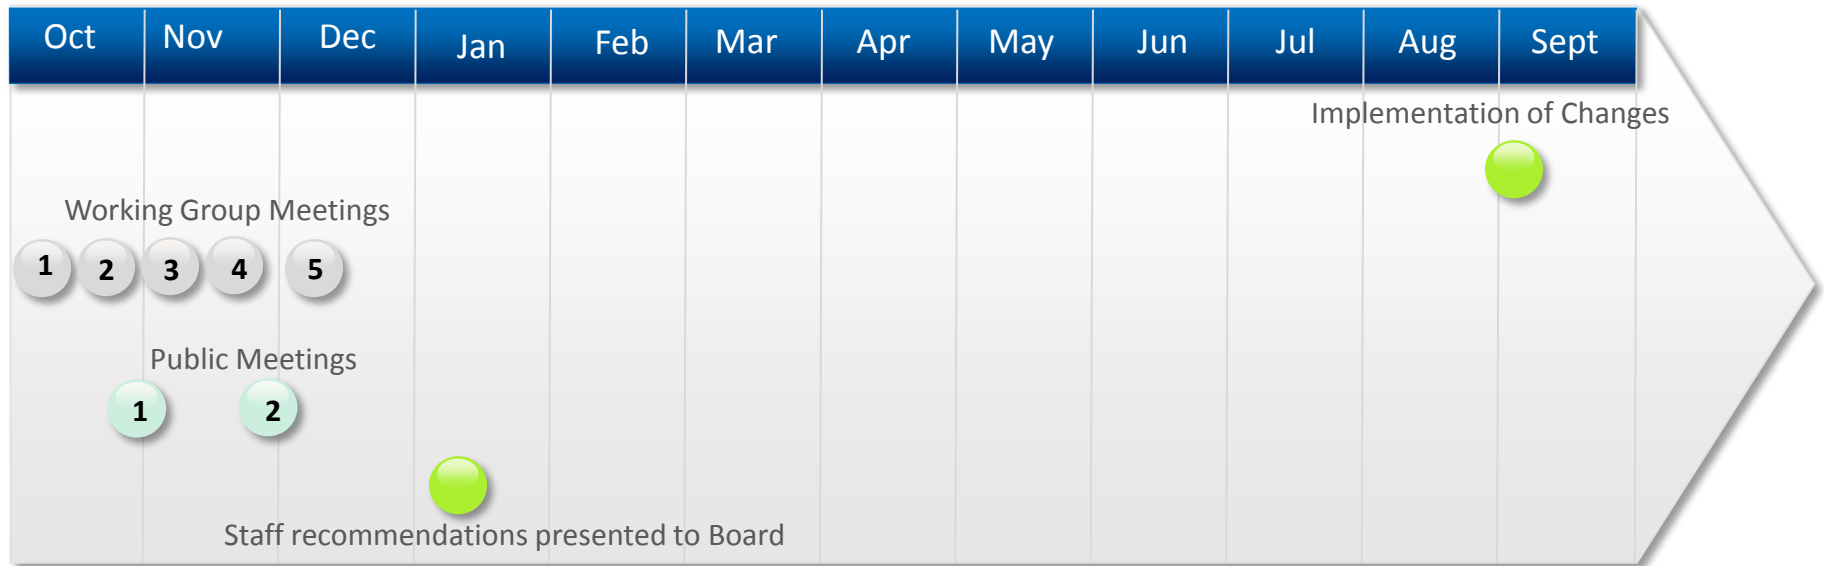 Oct Nov Dec Jan Feb Mar Apr May Jun Jul Aug Sept
Implementation of Changes
Working Group Meetings
1 2 3 4 5
Public Meetings
1 2
Staff recommendations presented to Board